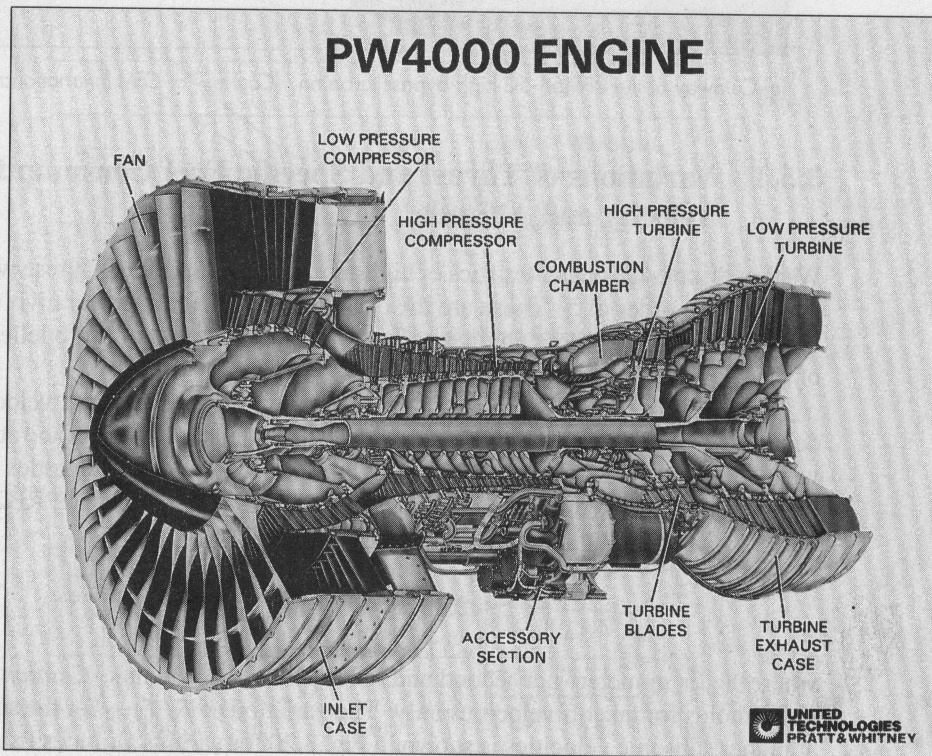 PW4000 ENGINE
LOW PRESSURE
COMPRESSOR
FAN
HIGH PRESSURE
COMPRESSOR
HIGH PRESSURE
TURBINE
LOW PRESSURE
TURBINE
COMBUSTION
CHAMBER
ACCESSORY
SECTION
TURBINE
BLADES
TURBINE
EXHAUST
CASE
INLET
CASE
UNITED
TECHNOLOGIES
PRATT & WHITNEY